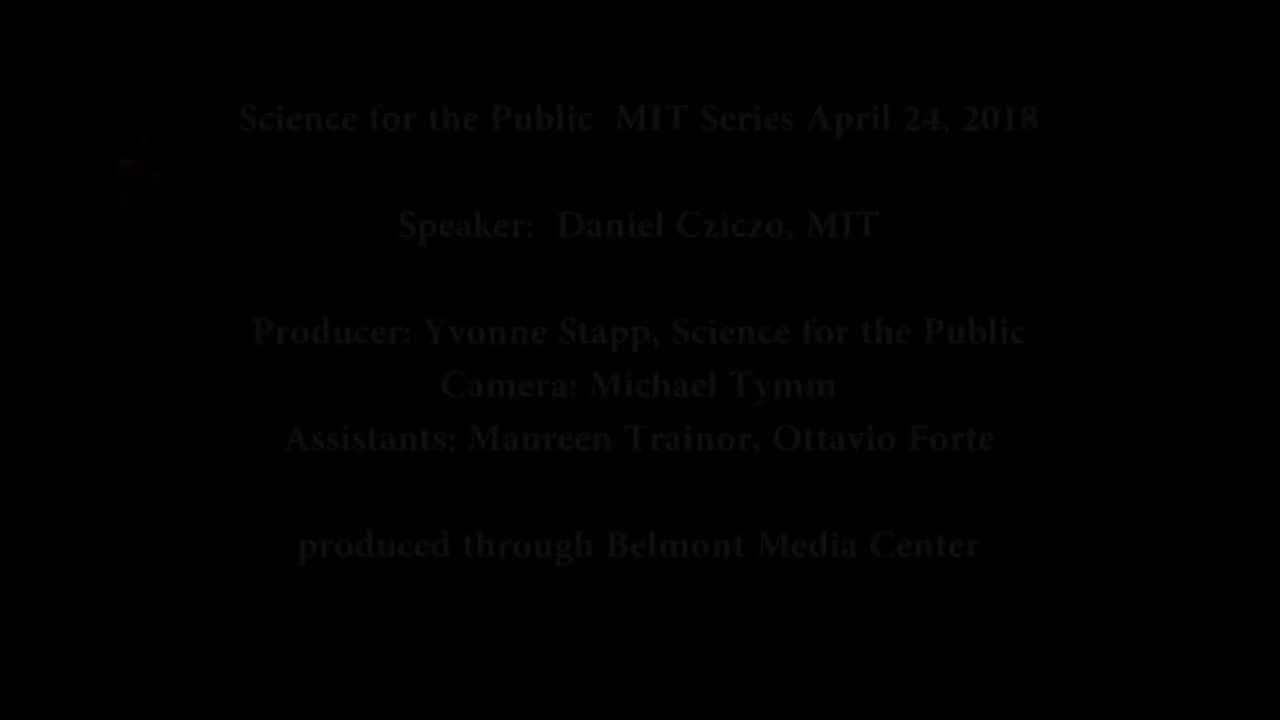 Science for the Public MIT Series April 24, 2018
Speaker: Daniel Cziczo, MIT
Producer: Yvonne Stapp, Science for the Public
Camera: Michael Tymm
Assistants: Maureen Trainor, Ottavio Forte
produced through Belmont Media Center